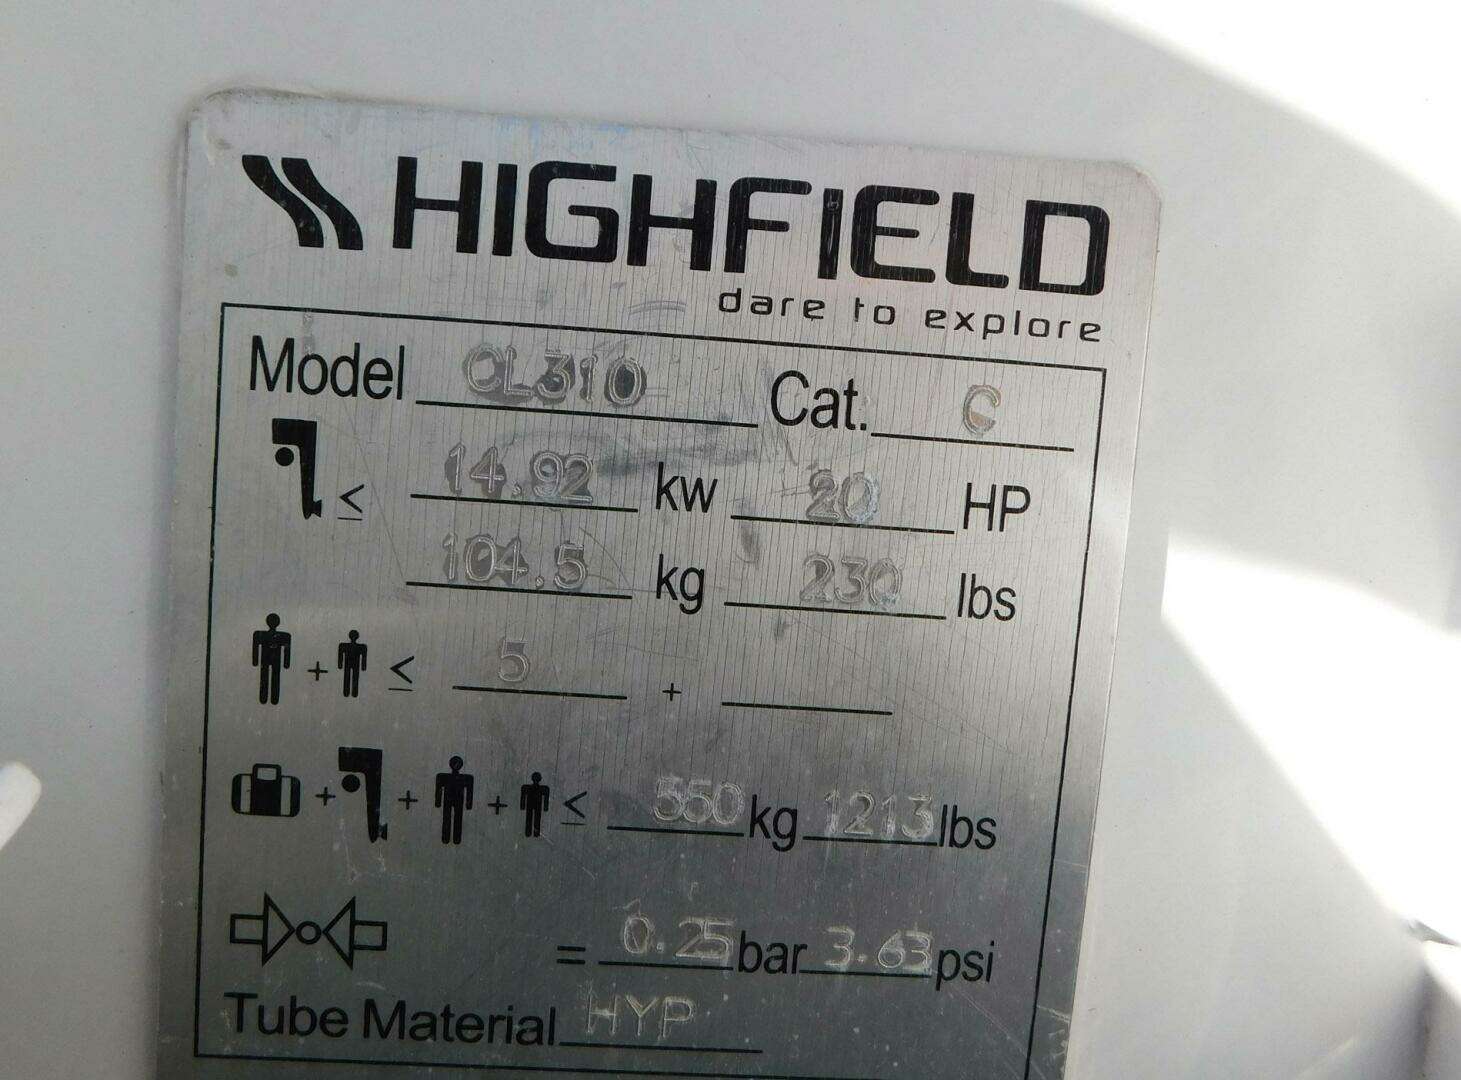 HIGHFIELD
dare to explore
Model CL310 Cat. C
≤ 14.92 kw 20 HP
104.5 kg 230 lbs
+ ≤ 5 +
+ + + ≤ 550 kg 1213 lbs
= 0.25 bar 3.63 psi
Tube Material HYP